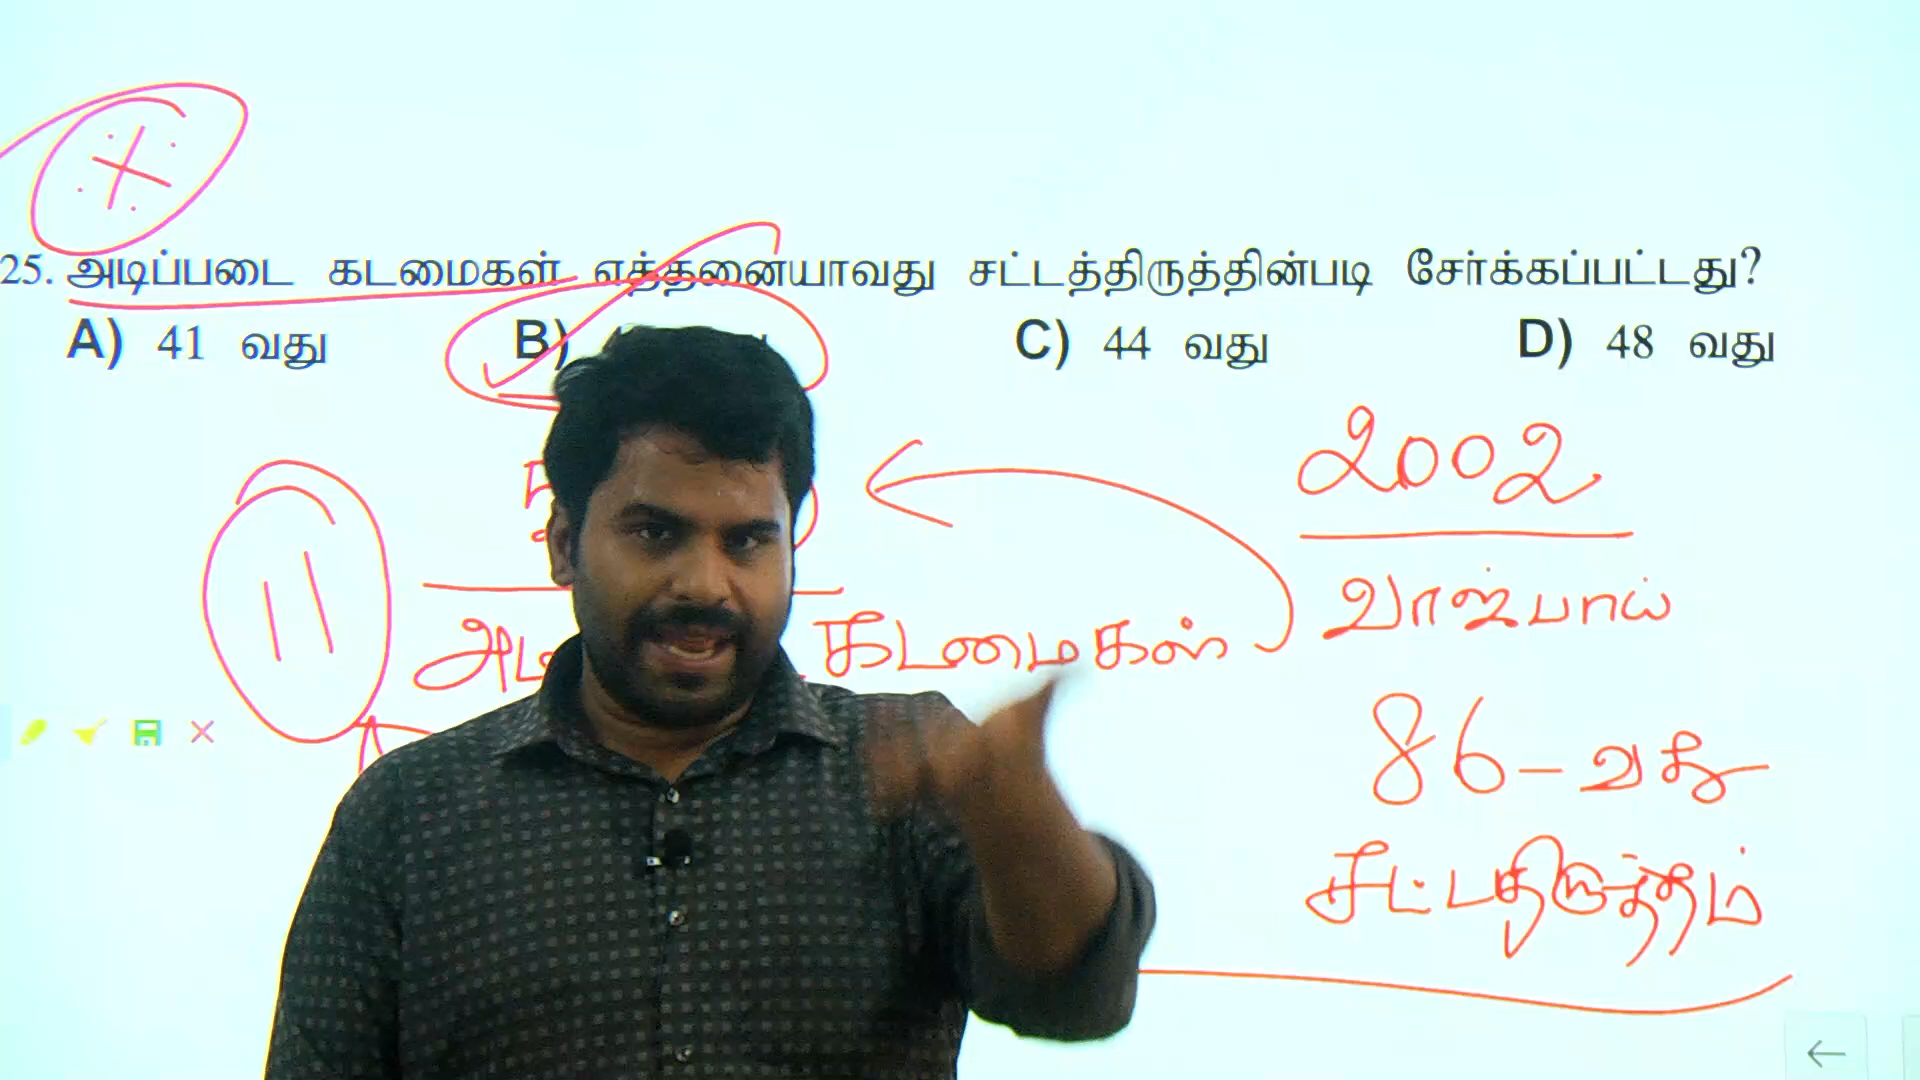 25. அடிப்படை கடமைகள் எத்தனையாவது சட்டத்திருத்தின்படி சேர்க்கப்பட்டது?
A) 41 வது B) C) 44 வது D) 48 வது
2002
வாஜ்பாய்
11
கடமைகள்
86 – வது
சட்டதிருத்தம்